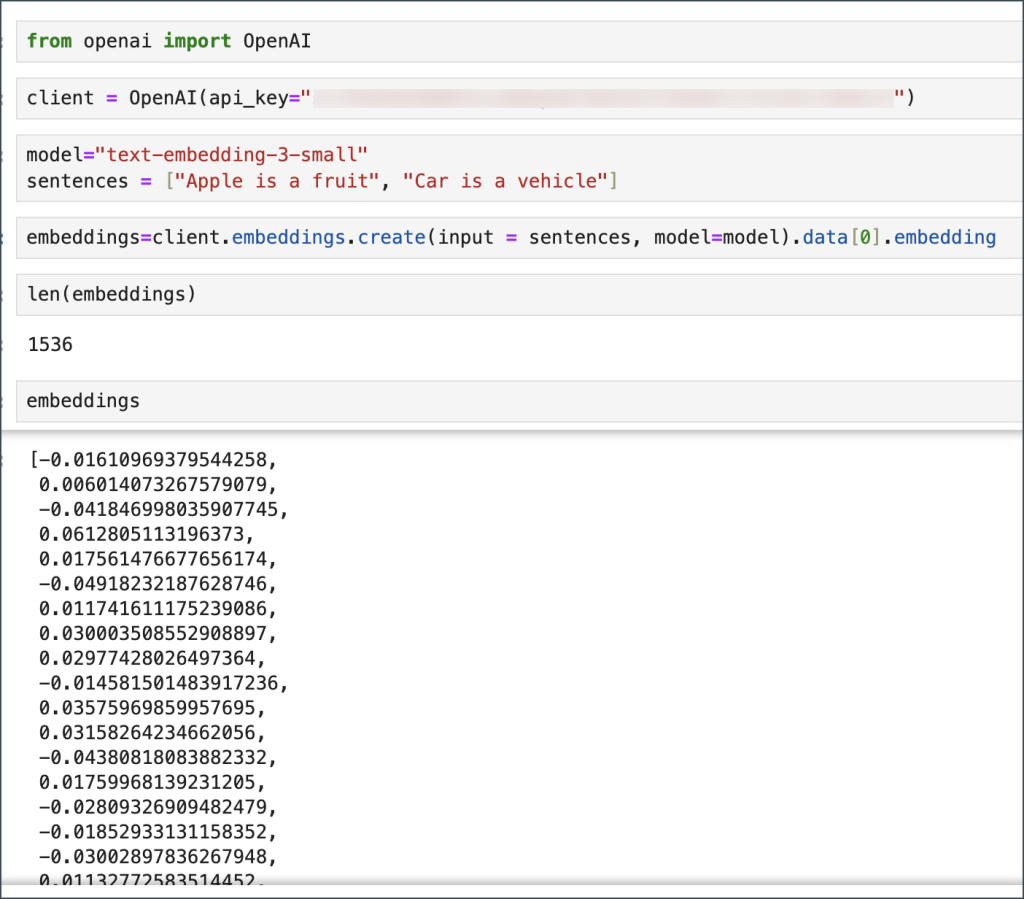 from openai import OpenAI
client = OpenAI(api_key="")
model="text-embedding-3-small"
sentences = ["Apple is a fruit", "Car is a vehicle"]
embeddings=client.embeddings.create(input = sentences, model=model).data[0].embedding
len(embeddings)
1536
embeddings
[-0.01610969379544258,
0.006014073267579079,
-0.041846998035907745,
0.0612805113196373,
0.017561476677656174,
-0.04918232187628746,
0.011741611175239086,
0.030003508552908897,
0.02977428026497364,
-0.014581501483917236,
0.03575969859957695,
0.03158264234662056,
-0.04380818083882332,
0.01759968139231205,
-0.02809326909482479,
-0.01852933131158352,
-0.03002897836267948,
0.01132772583514452,